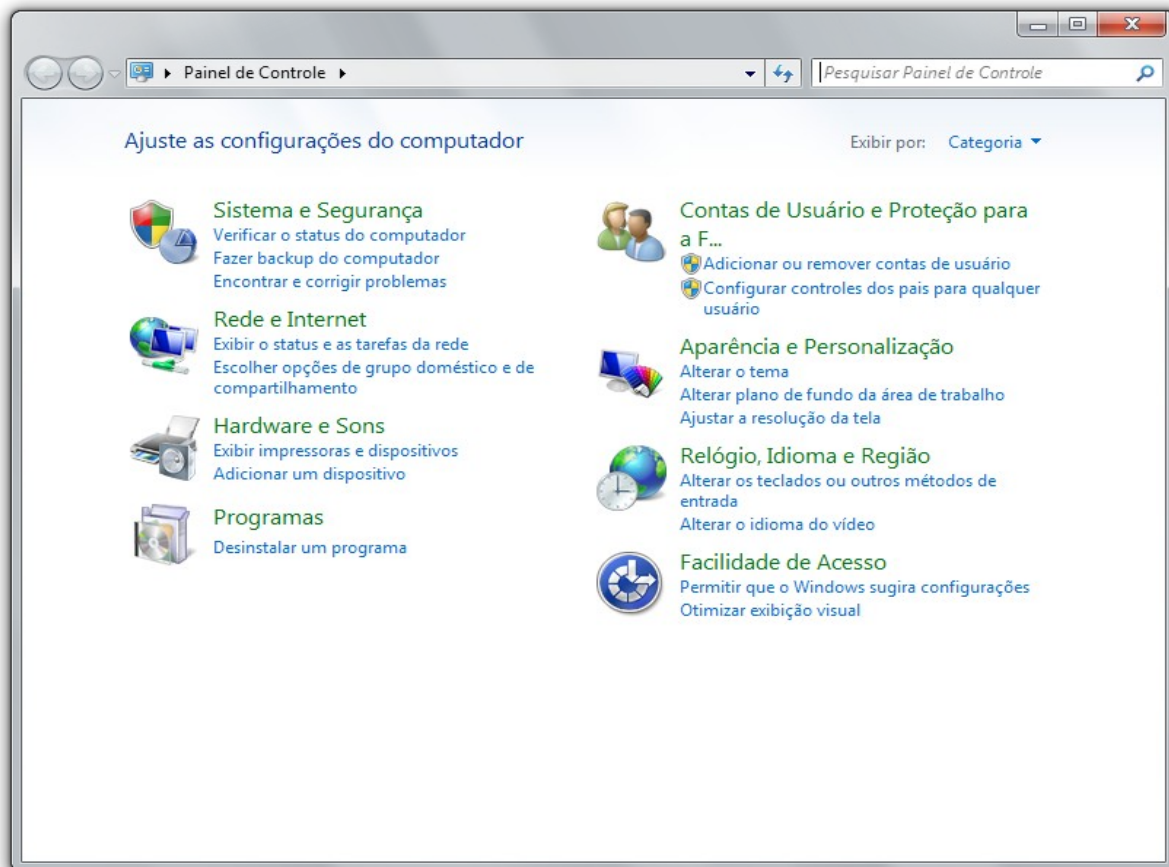 Painel de Controle
Pesquisar Painel de Controle
Ajuste as configurações do computador
Exibir por: Categoria
Sistema e Segurança
Verificar o status do computador
Fazer backup do computador
Encontrar e corrigir problemas
Rede e Internet
Exibir o status e as tarefas da rede
Escolher opções de grupo doméstico e de
compartilhamento
Hardware e Sons
Exibir impressoras e dispositivos
Adicionar um dispositivo
Programas
Desinstalar um programa
Contas de Usuário e Proteção para
a F...
Adicionar ou remover contas de usuário
Configurar controles dos pais para qualquer
usuário
Aparência e Personalização
Alterar o tema
Alterar plano de fundo da área de trabalho
Ajustar a resolução da tela
Relógio, Idioma e Região
Alterar os teclados ou outros métodos de
entrada
Alterar o idioma do vídeo
Facilidade de Acesso
Permitir que o Windows sugira configurações
Otimizar exibição visual